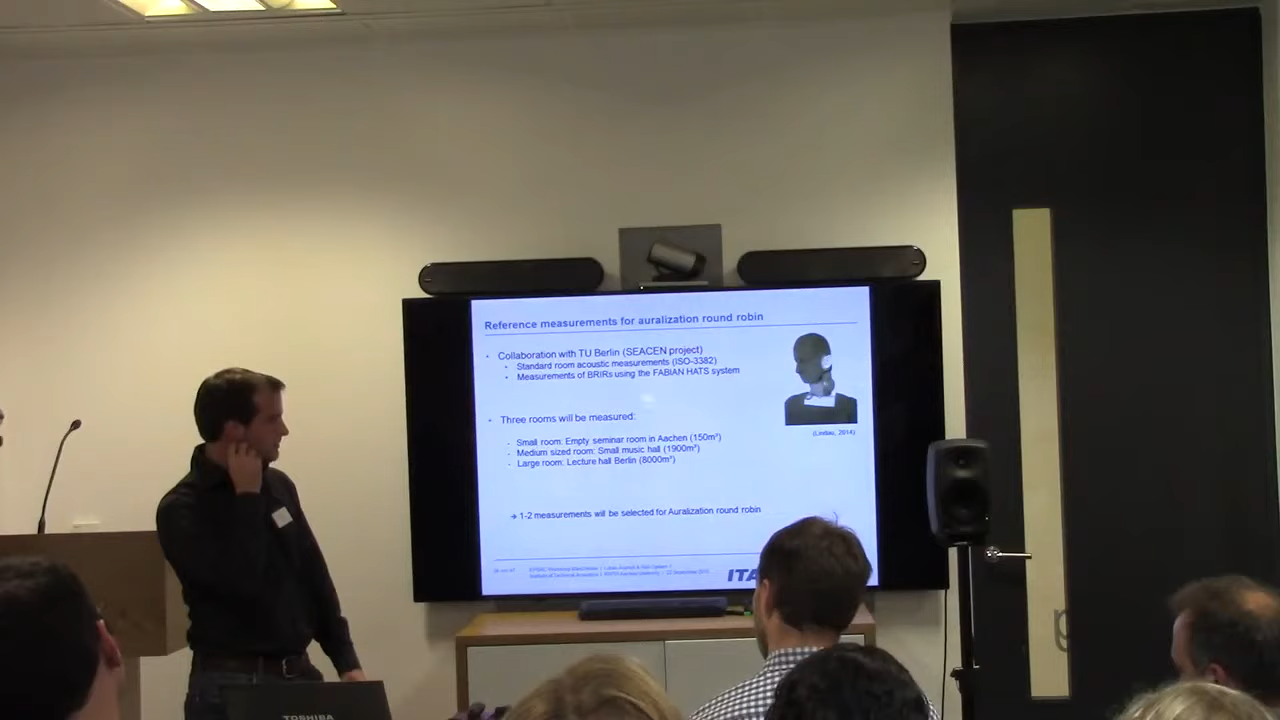 Reference measurements for auralization round robin
• Collaboration with TU Berlin (SEACEN project)
• Standard room acoustic measurements (ISO-3382)
• Measurements of BRIRs using the FABIAN HATS system
(Lindau, 2014)
• Three rooms will be measured:
- Small room: Empty seminar room in Aachen (150m³)
- Medium sized room: Small music hall (1900m³)
- Large room: Lecture hall Berlin (8000m³)
→ 1-2 measurements will be selected for Auralization round robin
ITA
TOSHIBA